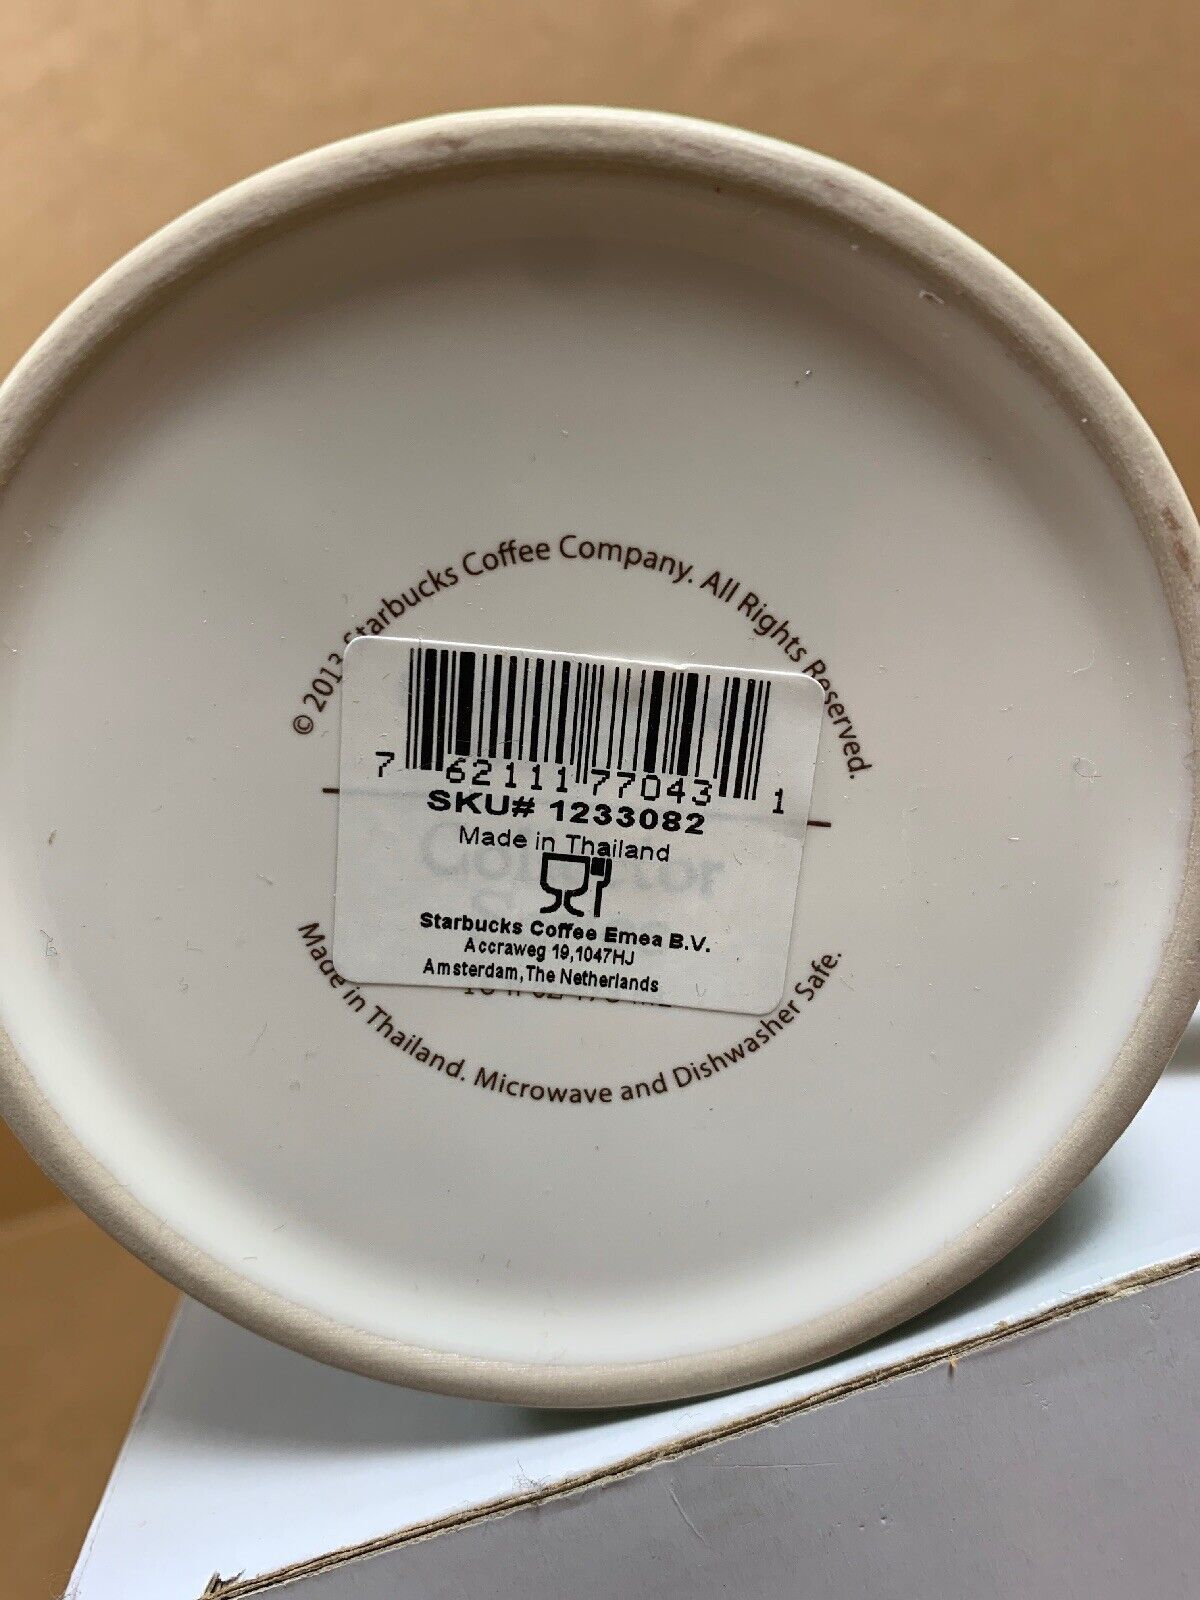 © 2013 Starbucks Coffee Company. All Rights Reserved.
7 62111 77043 1
SKU# 1233082
Made in Thailand
Collector
Starbucks Coffee Emea B.V.
Accraweg 19,1047HJ
Amsterdam,The Netherlands
Made in Thailand. Microwave and Dishwasher Safe.